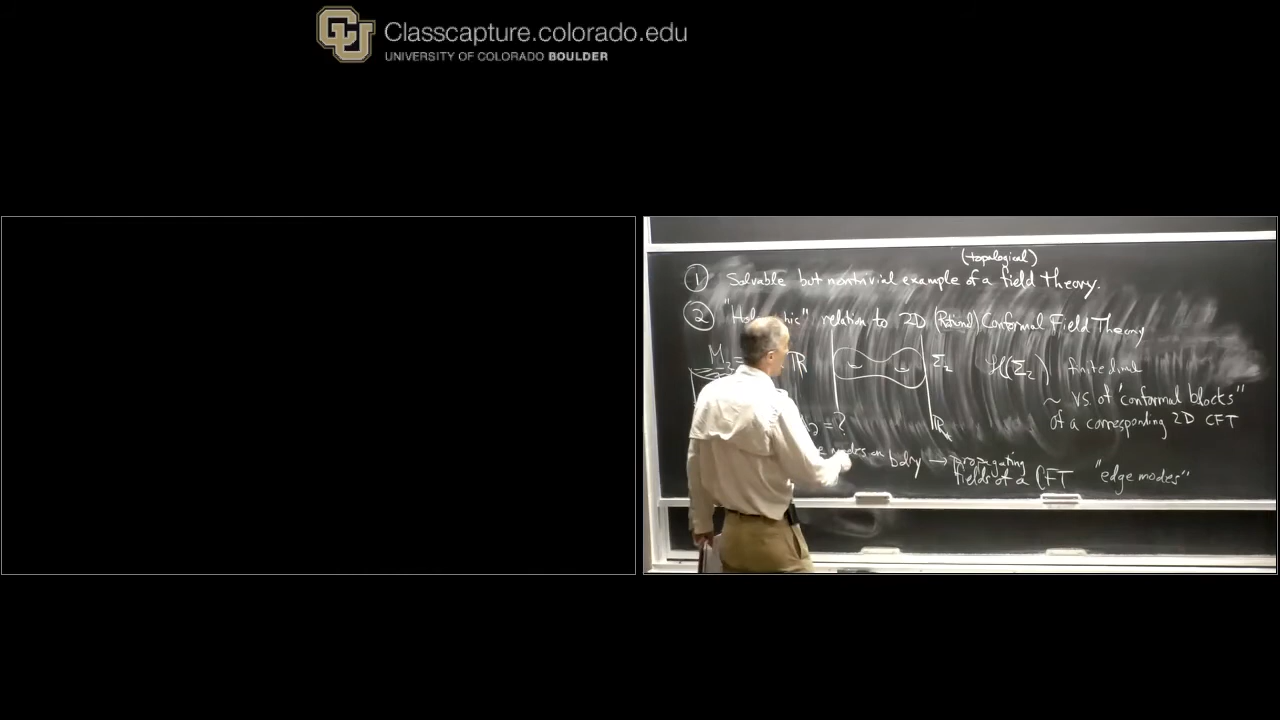 Classcapture.colorado.edu
UNIVERSITY OF COLORADO BOULDER
(topological)
① Solvable but nontrivial example of a field theory.
② relation to 2D (Rational) Conformal Field Theory
ℝ Σ₂ H(Σ₂) finite dim'l
~ V.S. of "conformal blocks"
= ? ℝ of a corresponding 2D CFT
modes on bdry → propagating
fields of a CFT "edge modes"